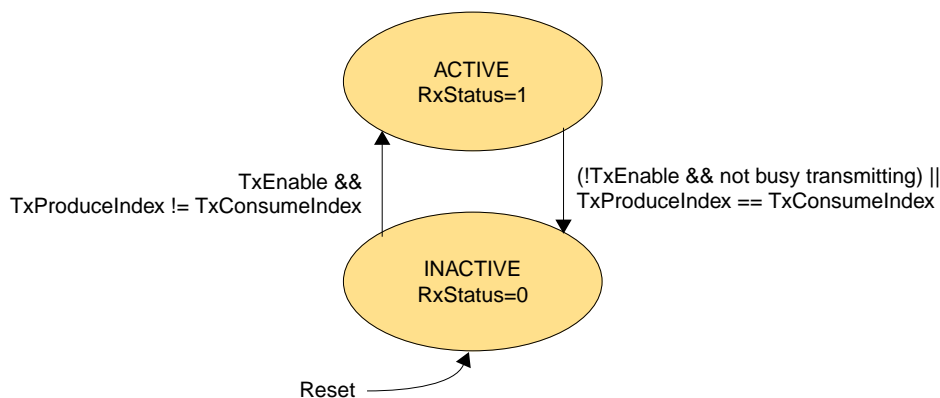 ACTIVE
RxStatus=1
TxEnable &&
TxProduceIndex != TxConsumeIndex
(!TxEnable && not busy transmitting) ||
TxProduceIndex == TxConsumeIndex
INACTIVE
RxStatus=0
Reset